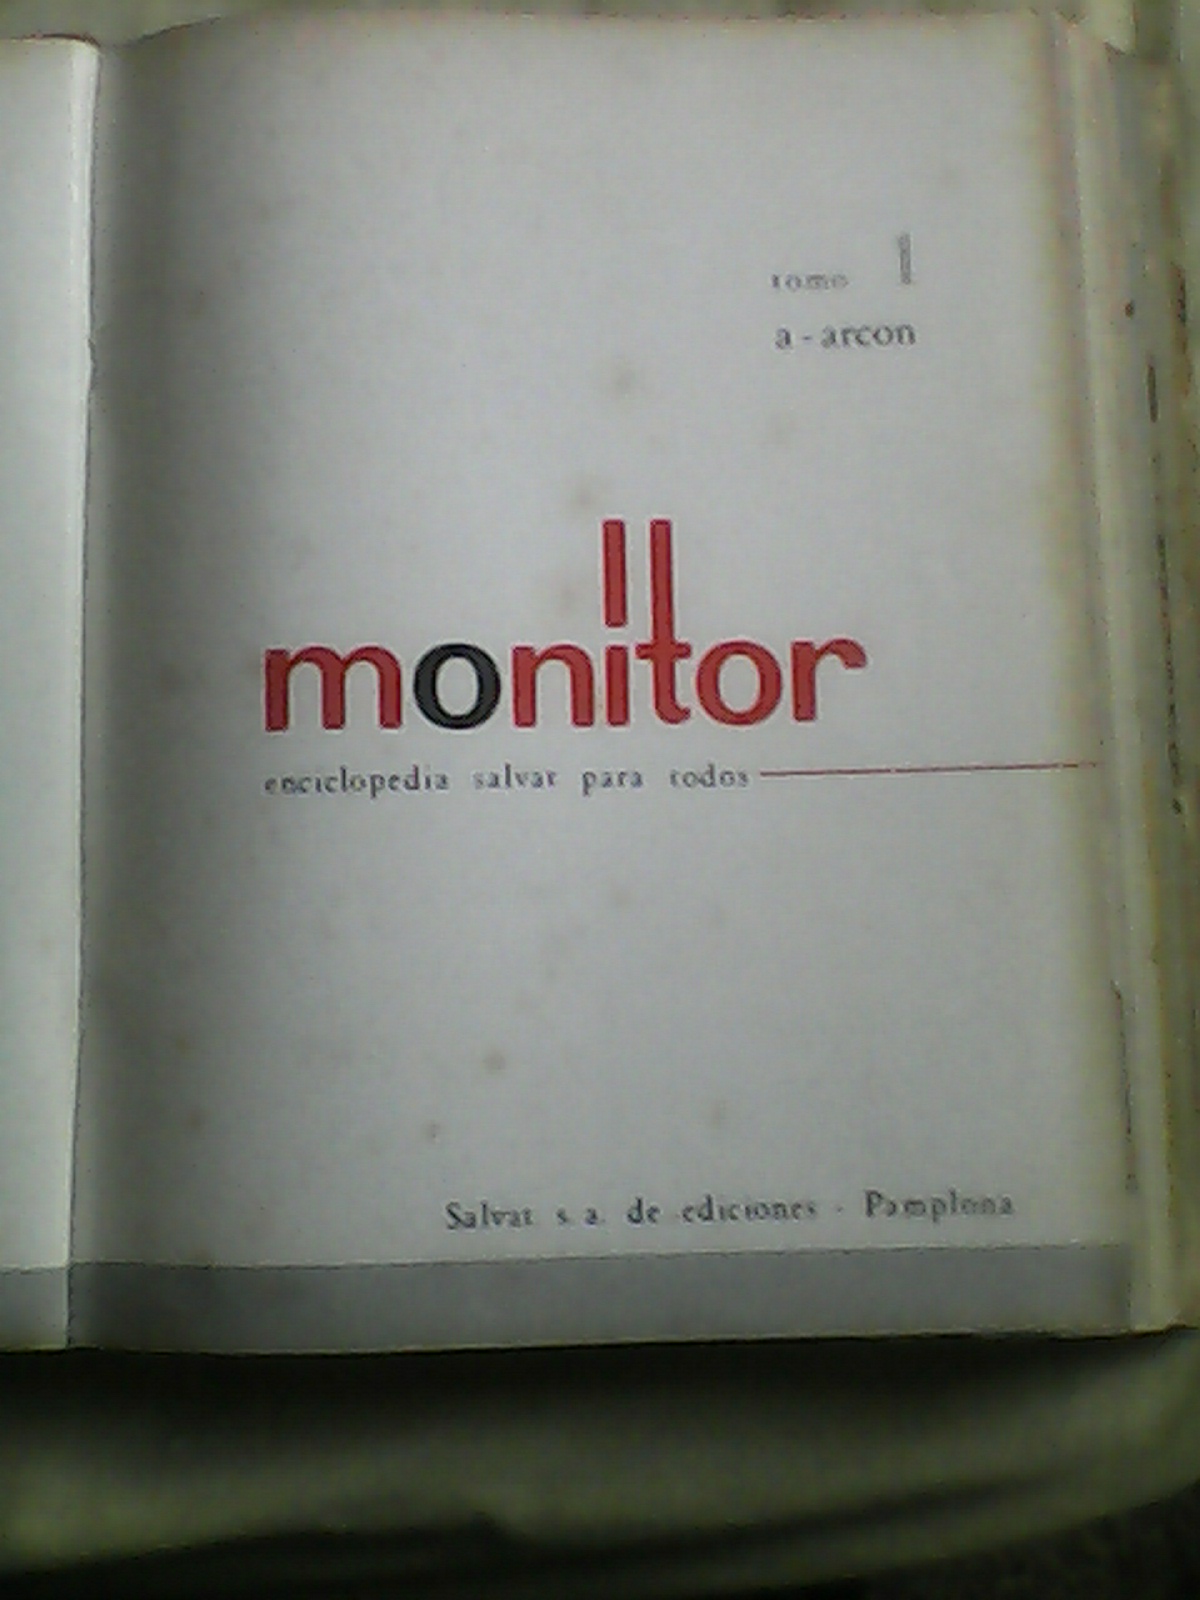 tomo 1
a - arcon
monitor
enciclopedia salvat para todos
Salvat s. a. de ediciones - Pamplona